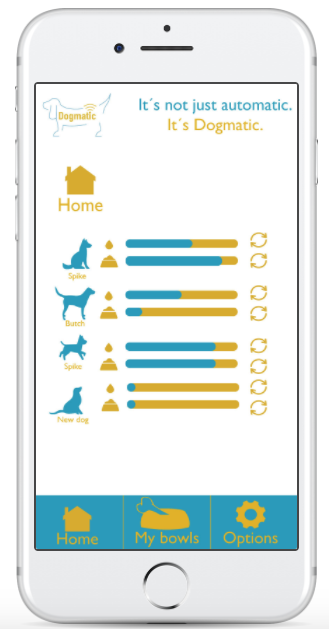 Dogmatic
It´s not just automatic.
It´s Dogmatic.
Home
Spike
Butch
Spike
New dog
Home
My bowls
Options